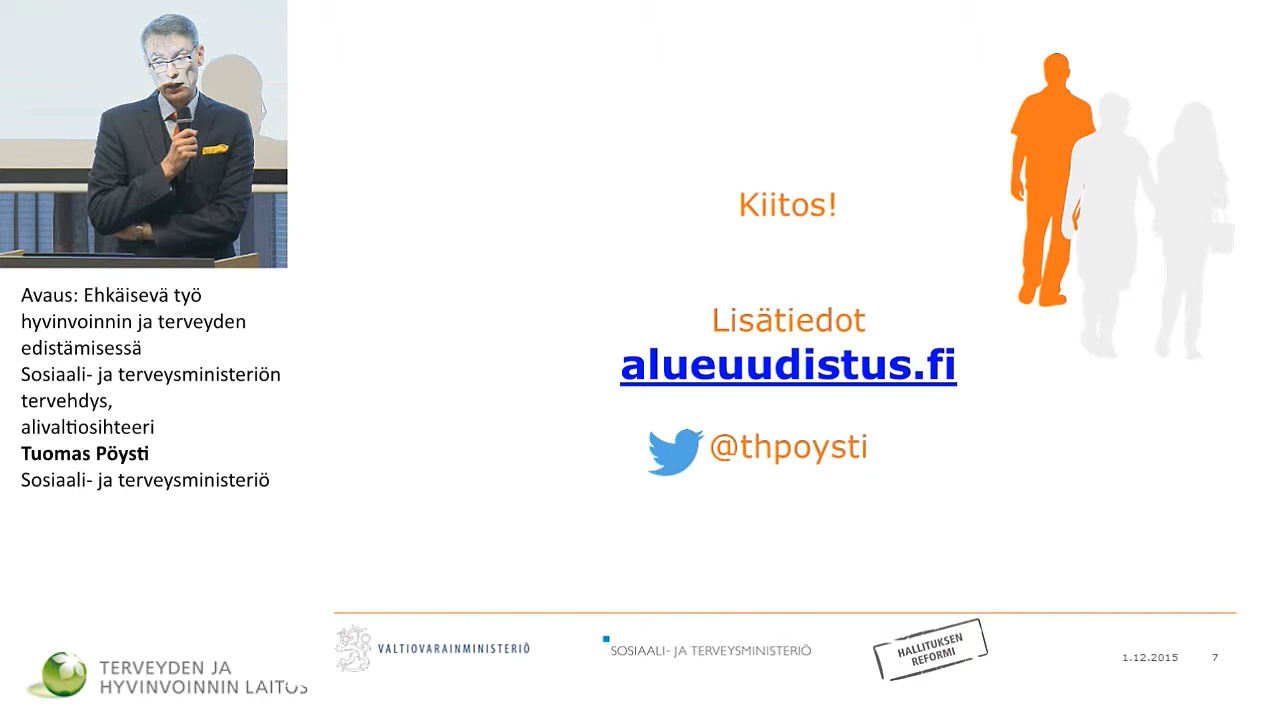 Avaus: Ehkäisevä työ
hyvinvoinnin ja terveyden
edistämisessä
Sosiaali- ja terveysministeriön
tervehdys,
alivaltiosihteeri
Tuomas Pöysti
Sosiaali- ja terveysministeriö
Kiitos!
Lisätiedot
alueuudistus.fi
@thpoysti
TERVEYDEN JA
HYVINVOINNIN LAITOS
VALTIOVARAINMINISTERIÖ
SOSIAALI- JA TERVEYSMINISTERIÖ
HALLITUKSEN
REFORMI
1.12.2015 7